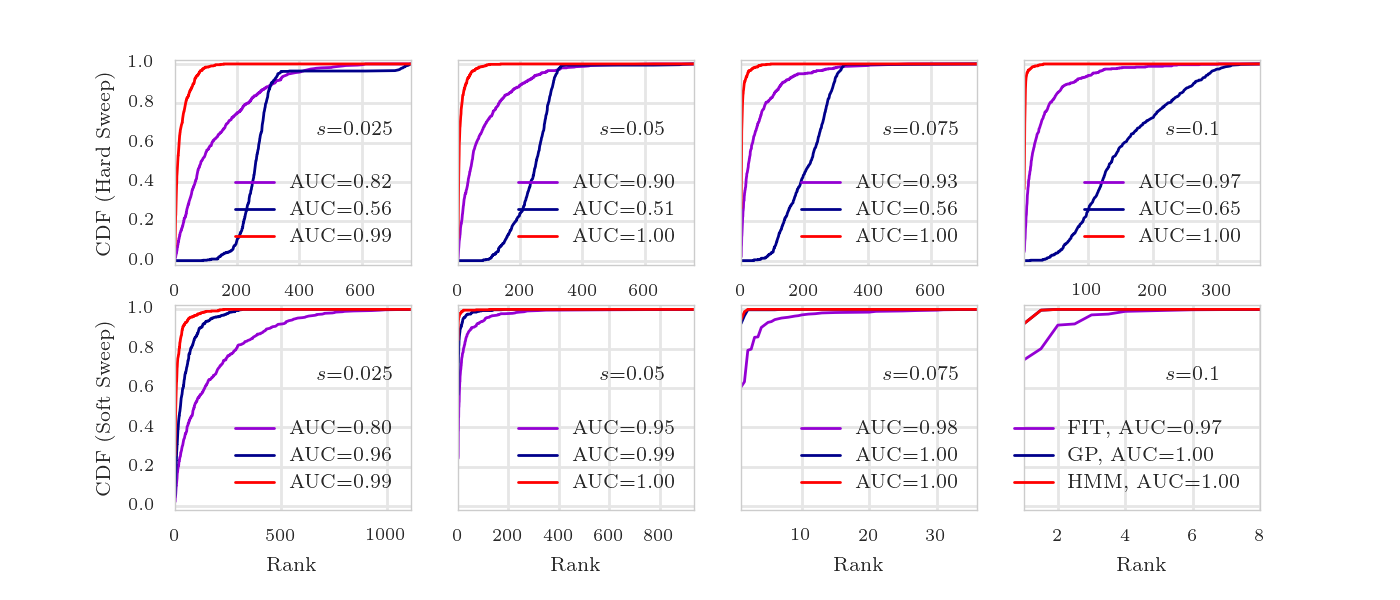 CDF (Hard Sweep)
1.0
0.8
0.6
0.4
0.2
0.0
s=0.025
AUC=0.82
AUC=0.56
AUC=0.99
0 200 400 600
s=0.05
AUC=0.90
AUC=0.51
AUC=1.00
0 200 400 600
s=0.075
AUC=0.93
AUC=0.56
AUC=1.00
0 200 400 600
s=0.1
AUC=0.97
AUC=0.65
AUC=1.00
100 200 300
CDF (Soft Sweep)
1.0
0.8
0.6
0.4
0.2
0.0
s=0.025
AUC=0.80
AUC=0.96
AUC=0.99
0 500 1000
Rank
s=0.05
AUC=0.95
AUC=0.99
AUC=1.00
0 200 400 600 800
Rank
s=0.075
AUC=0.98
AUC=1.00
AUC=1.00
10 20 30
Rank
s=0.1
FIT, AUC=0.97
GP, AUC=1.00
HMM, AUC=1.00
2 4 6 8
Rank